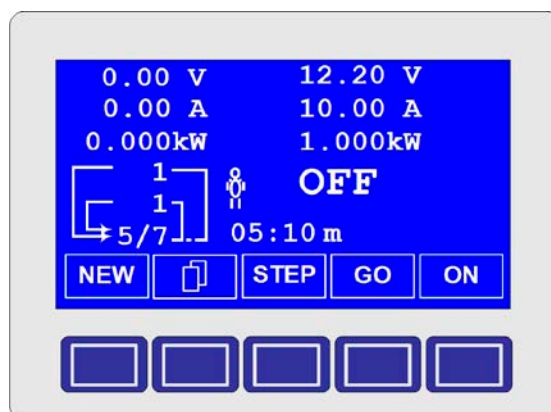 0.00 V 12.20 V
0.00 A 10.00 A
0.000kW 1.000kW
1
OFF
1
5/7 05:10 m
NEW STEP GO ON